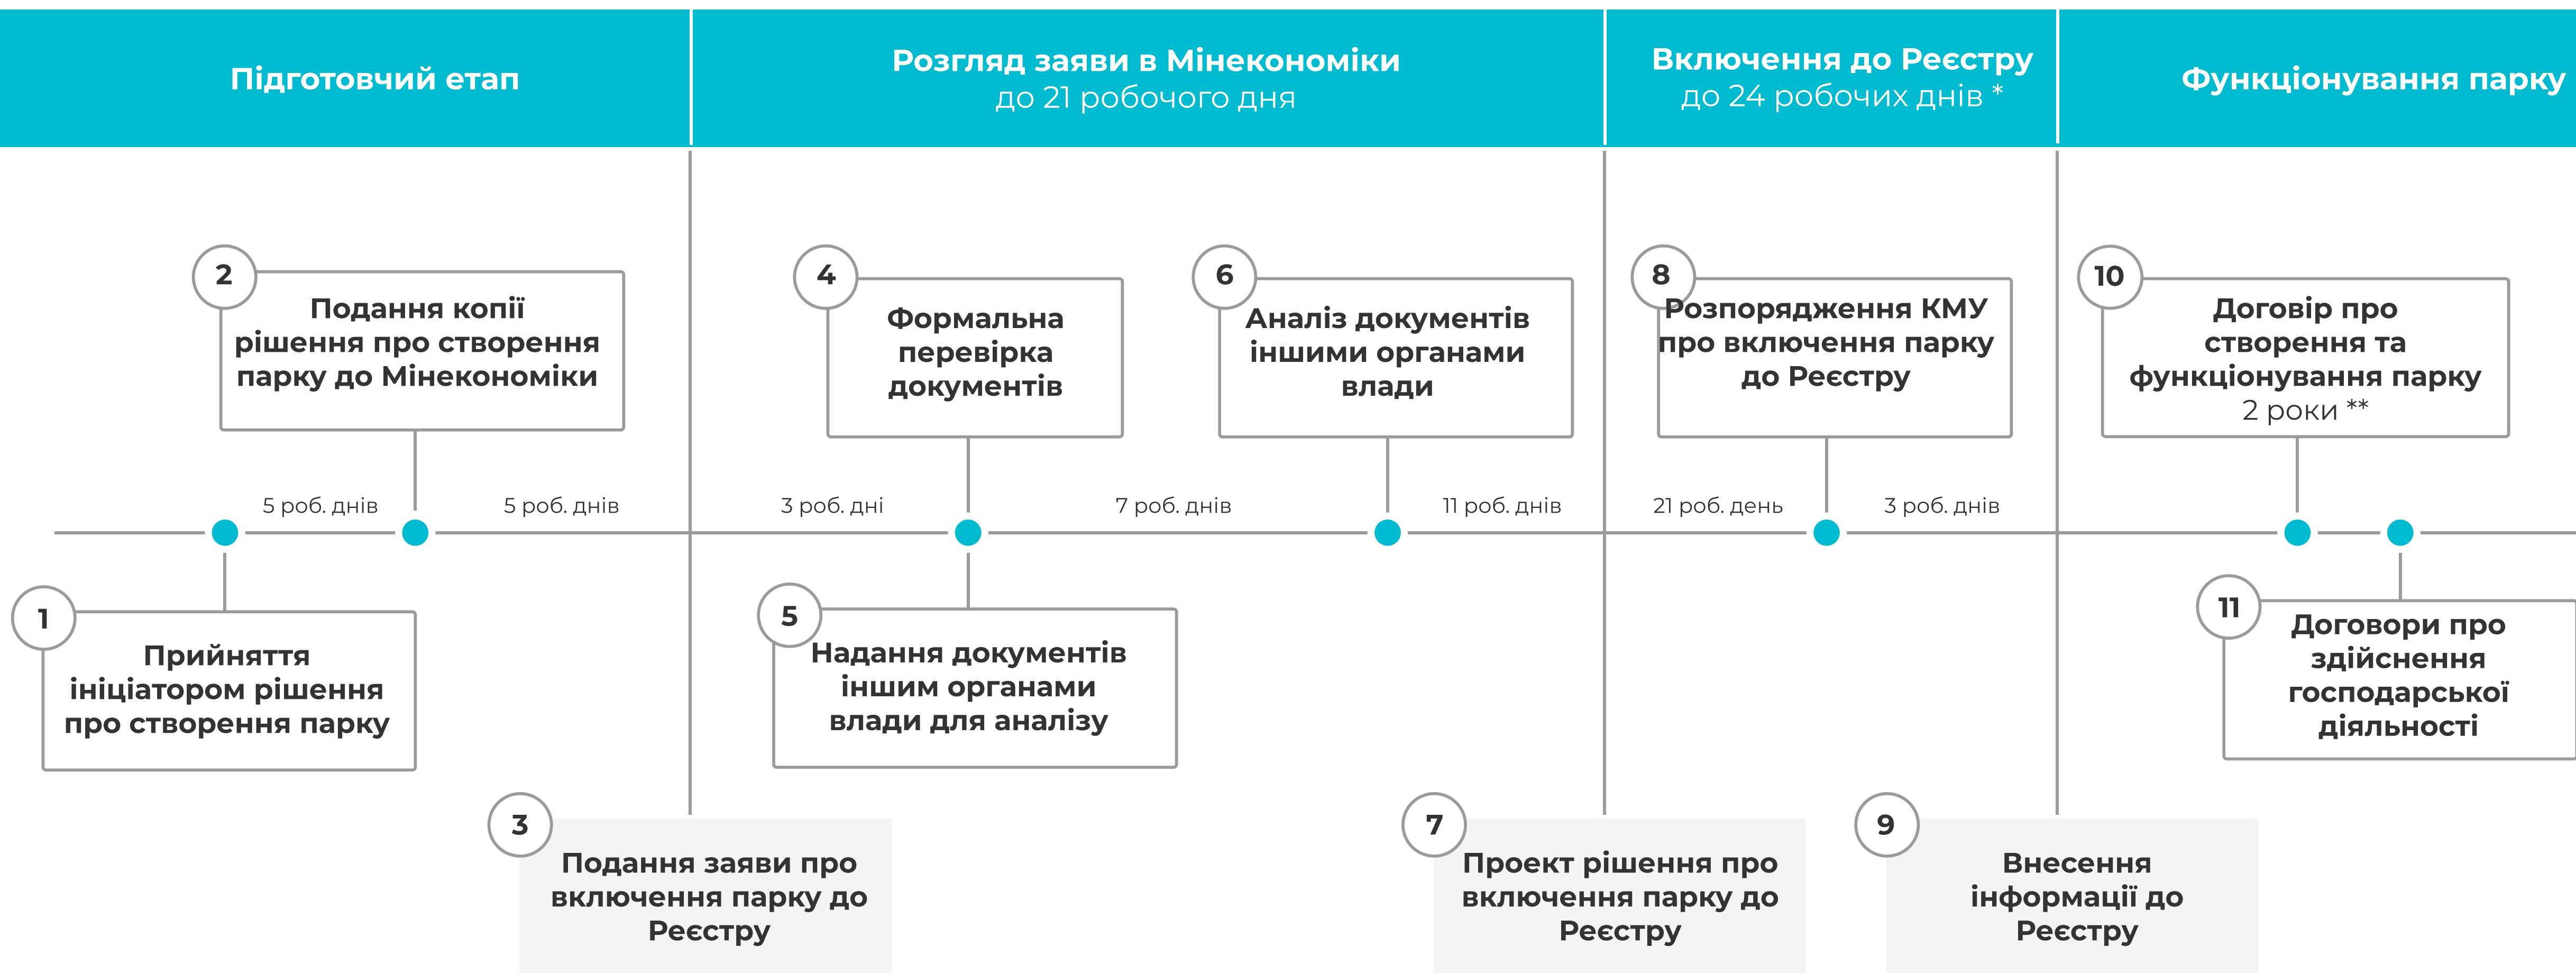 Підготовчий етап
Розгляд заяви в Мінекономіки
до 21 робочого дня
Включення до Реєстру
до 24 робочих днів *
Функціонування парку
2
Подання копії
рішення про створення
парку до Мінекономіки
4
Формальна
перевірка
документів
6
Аналіз документів
іншими органами
влади
8
Розпорядження КМУ
про включення парку
до Реєстру
10
Договір про
створення та
функціонування парку
2 роки **
5 роб. днів
5 роб. днів
3 роб. дні
7 роб. днів
11 роб. днів
21 роб. день
3 роб. днів
1
Прийняття
ініціатором рішення
про створення парку
5
Надання документів
іншим органами
влади для аналізу
11
Договори про
здійснення
господарської
діяльності
3
Подання заяви про
включення парку до
Реєстру
7
Проект рішення про
включення парку до
Реєстру
9
Внесення
інформації до
Реєстру